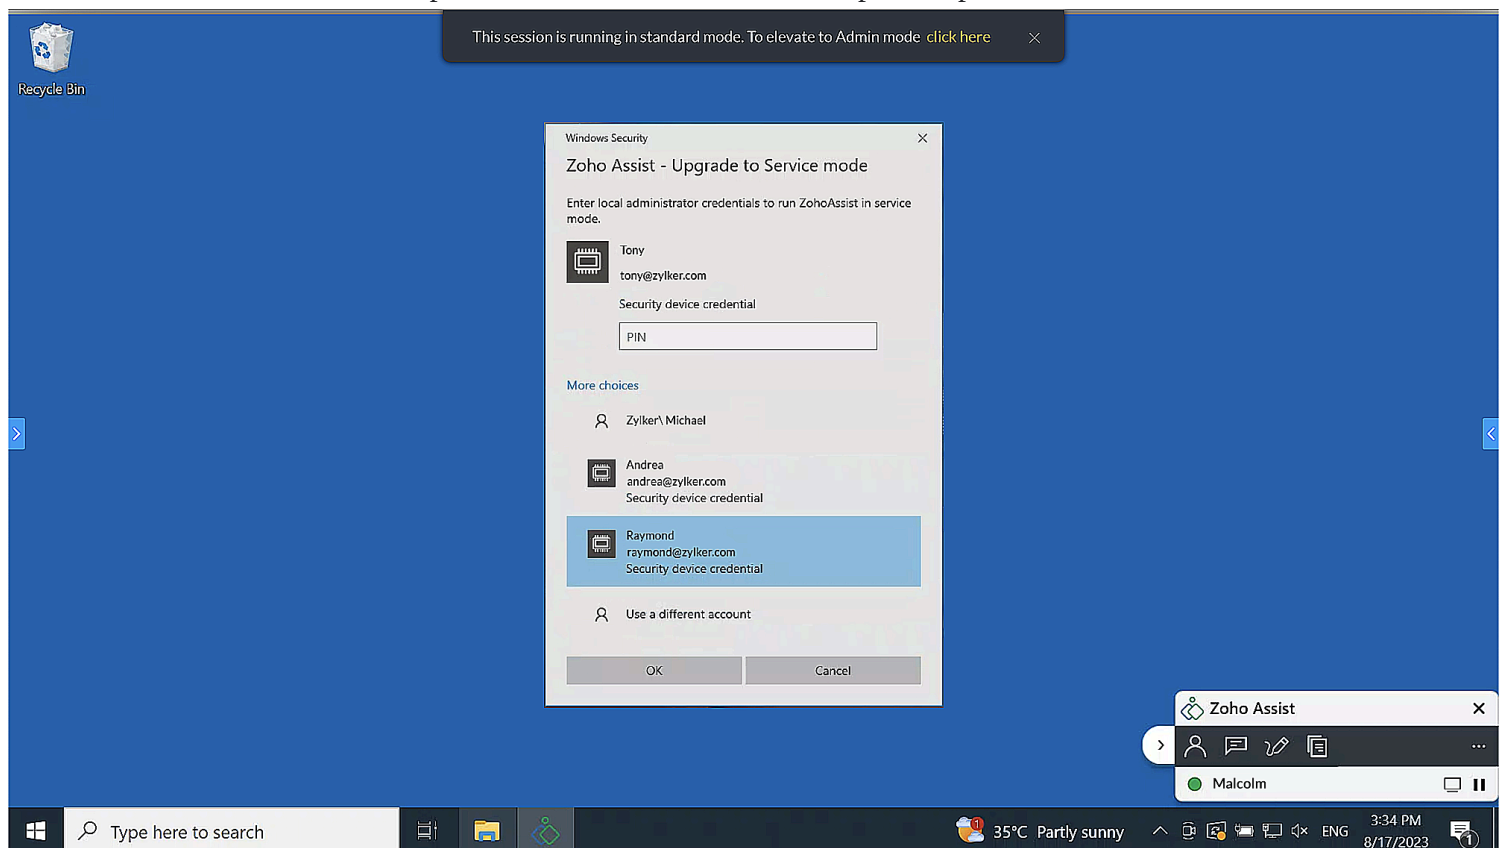 This session is running in standard mode. To elevate to Admin mode click here
Recycle Bin
Windows Security
Zoho Assist - Upgrade to Service mode
Enter local administrator credentials to run ZohoAssist in service
mode.
Tony
tony@zylker.com
Security device credential
PIN
More choices
Zylker\ Michael
Andrea
andrea@zylker.com
Security device credential
Raymond
raymond@zylker.com
Security device credential
Use a different account
OK
Cancel
Zoho Assist
Malcolm
Type here to search
1
35°C Partly sunny
ENG
3:34 PM
8/17/2023
1